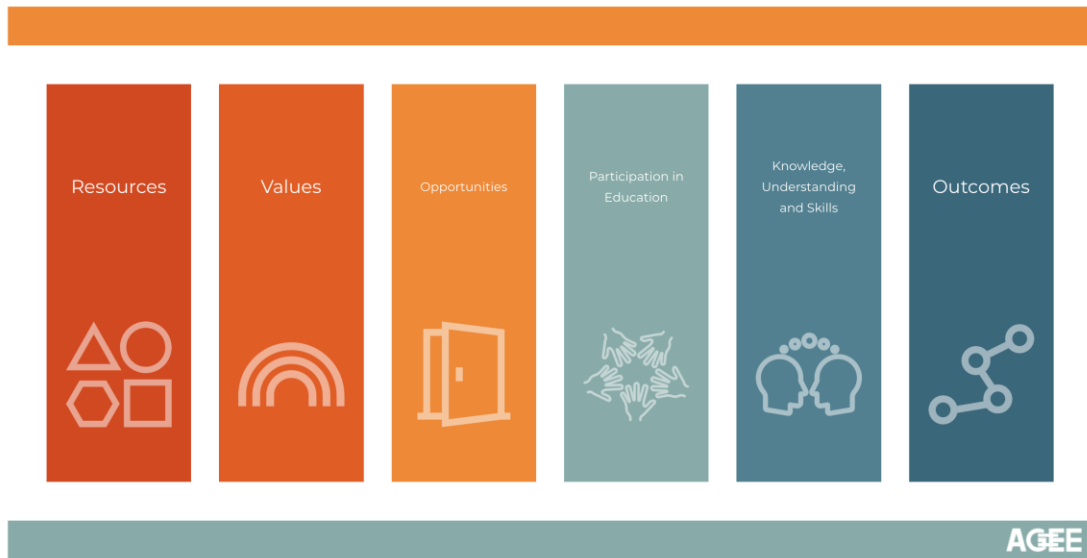 Resources
Values
Opportunities
Participation in
Education
Knowledge,
Understanding
and Skills
Outcomes
AGEE